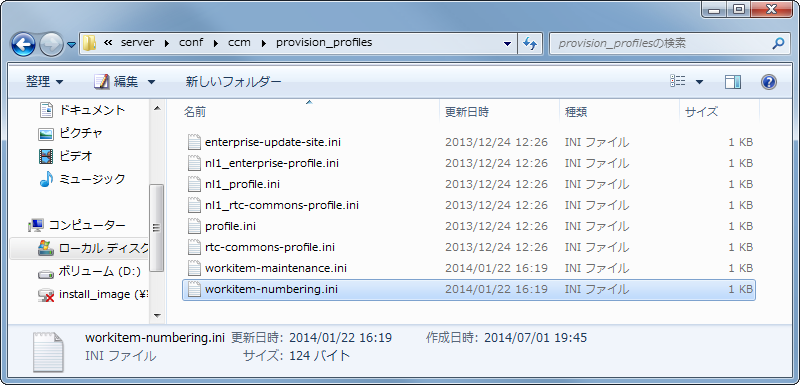 « server ▸ conf ▸ ccm ▸ provision_profiles
provision_profilesの検索
整理 編集 新しいフォルダー
ドキュメント
ピクチャ
ビデオ
ミュージック
コンピューター
ローカル ディスク
ボリューム (D:)
install_image (¥
名前 更新日時 種類 サイズ
enterprise-update-site.ini 2013/12/24 12:26 INI ファイル 1 KB
nl1_enterprise-profile.ini 2013/12/24 12:26 INI ファイル 1 KB
nl1_profile.ini 2013/12/24 12:26 INI ファイル 1 KB
nl1_rtc-commons-profile.ini 2013/12/24 12:26 INI ファイル 1 KB
profile.ini 2013/12/24 12:26 INI ファイル 1 KB
rtc-commons-profile.ini 2013/12/24 12:26 INI ファイル 1 KB
workitem-maintenance.ini 2014/01/22 16:19 INI ファイル 1 KB
workitem-numbering.ini 2014/01/22 16:19 INI ファイル 1 KB
workitem-numbering.ini 更新日時: 2014/01/22 16:19 作成日時: 2014/07/01 19:45
INI ファイル サイズ: 124 バイト